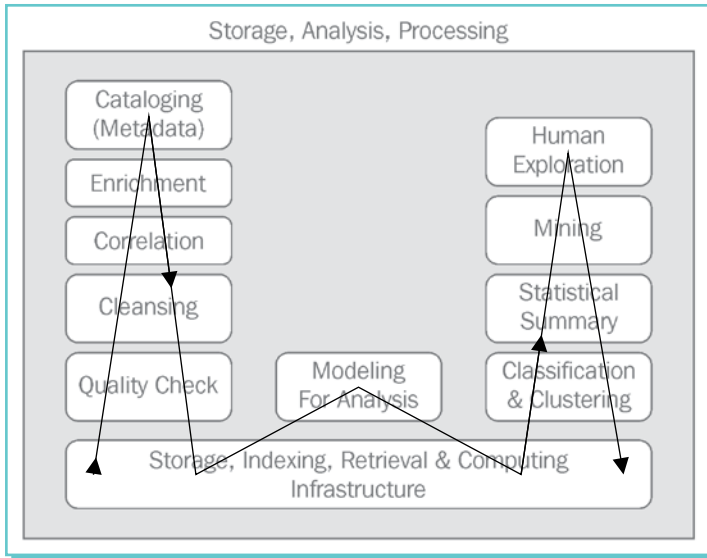 Storage, Analysis, Processing
Cataloging
(Metadata)
Enrichment
Correlation
Cleansing
Quality Check
Modeling
For Analysis
Human
Exploration
Mining
Statistical
Summary
Classification
& Clustering
Storage, Indexing, Retrieval & Computing
Infrastructure